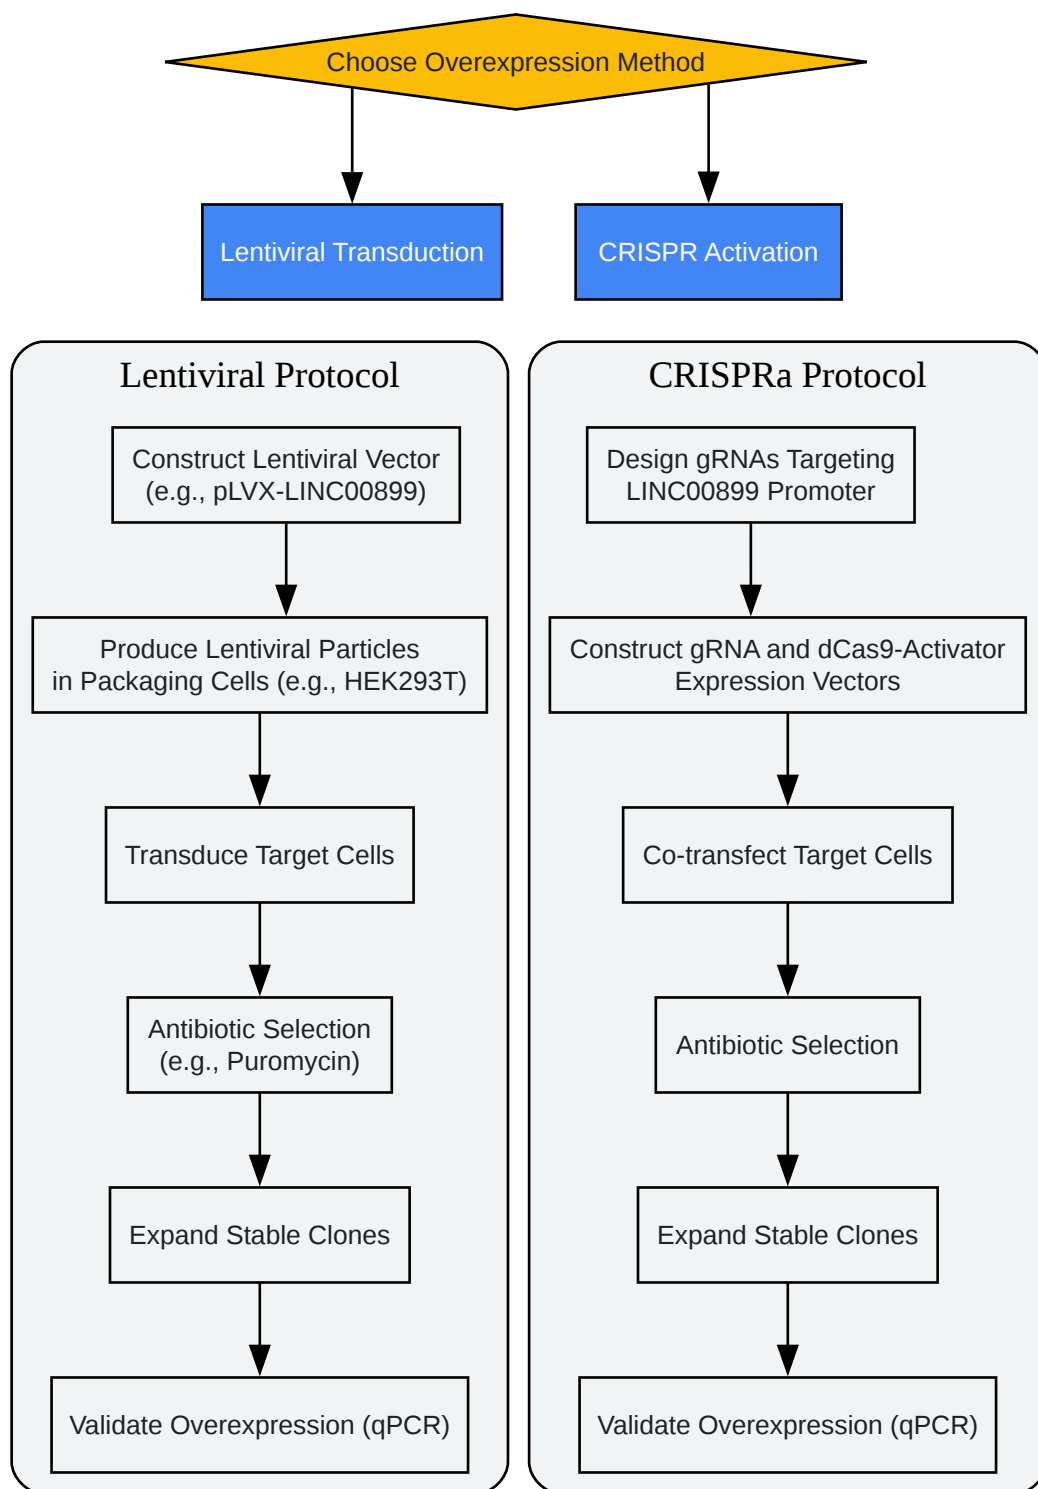 Choose Overexpression Method
Lentiviral Transduction
CRISPR Activation
Lentiviral Protocol
Construct Lentiviral Vector
(e.g., pLVX-LINC00899)
Produce Lentiviral Particles
in Packaging Cells (e.g., HEK293T)
Transduce Target Cells
Antibiotic Selection
(e.g., Puromycin)
Expand Stable Clones
Validate Overexpression (qPCR)
CRISPRa Protocol
Design gRNAs Targeting
LINC00899 Promoter
Construct gRNA and dCas9-Activator
Expression Vectors
Co-transfect Target Cells
Antibiotic Selection
Expand Stable Clones
Validate Overexpression (qPCR)